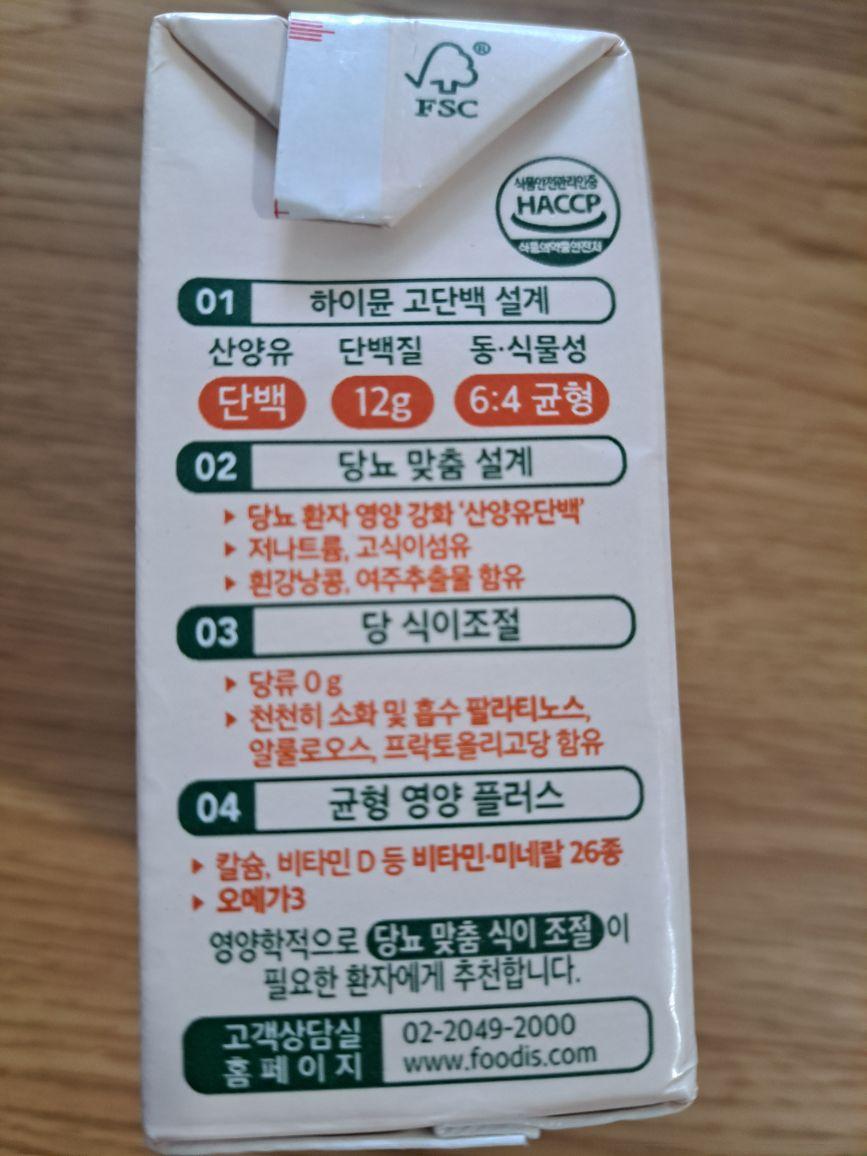 FSC®
식품안전관리인증
HACCP
식품의약품안전처
01 하이뮨 고단백 설계
산양유 단백질 동·식물성
단백 12g 6:4 균형
02 당뇨 맞춤 설계
▸ 당뇨 환자 영양 강화 '산양유단백'
▸ 저나트륨, 고식이섬유
▸ 흰강낭콩, 여주추출물 함유
03 당 식이조절
▸ 당류 0 g
▸ 천천히 소화 및 흡수 팔라티노스,
알룰로오스, 프락토올리고당 함유
04 균형 영양 플러스
▸ 칼슘, 비타민 D 등 비타민·미네랄 26종
▸ 오메가3
영양학적으로 당뇨 맞춤 식이 조절이
필요한 환자에게 추천합니다.
고객상담실 02-2049-2000
홈페이지 www.foodis.com